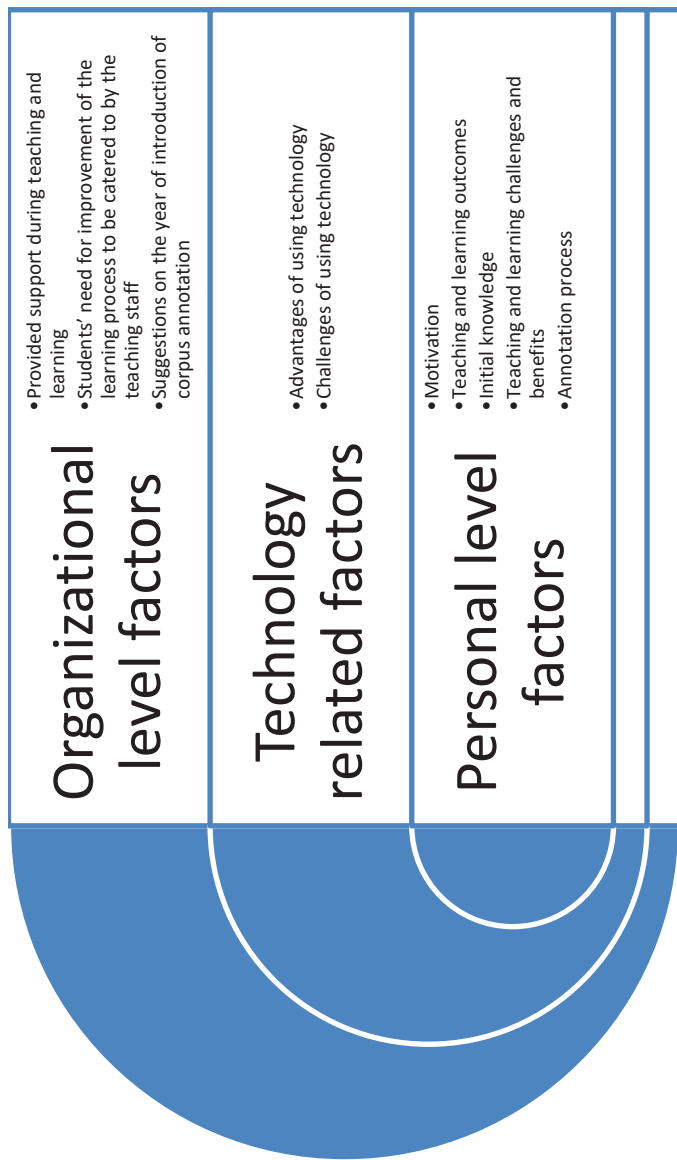 Organizational
level factors
• Provided support during teaching and
learning
• Students’ need for improvement of the
learning process to be catered to by the
teaching staff
• Suggestions on the year of introduction of
corpus annotation
Technology
related factors
• Advantages of using technology
• Challenges of using technology
Personal level
factors
• Motivation
• Teaching and learning outcomes
• Initial knowledge
• Teaching and learning challenges and
benefits
• Annotation process